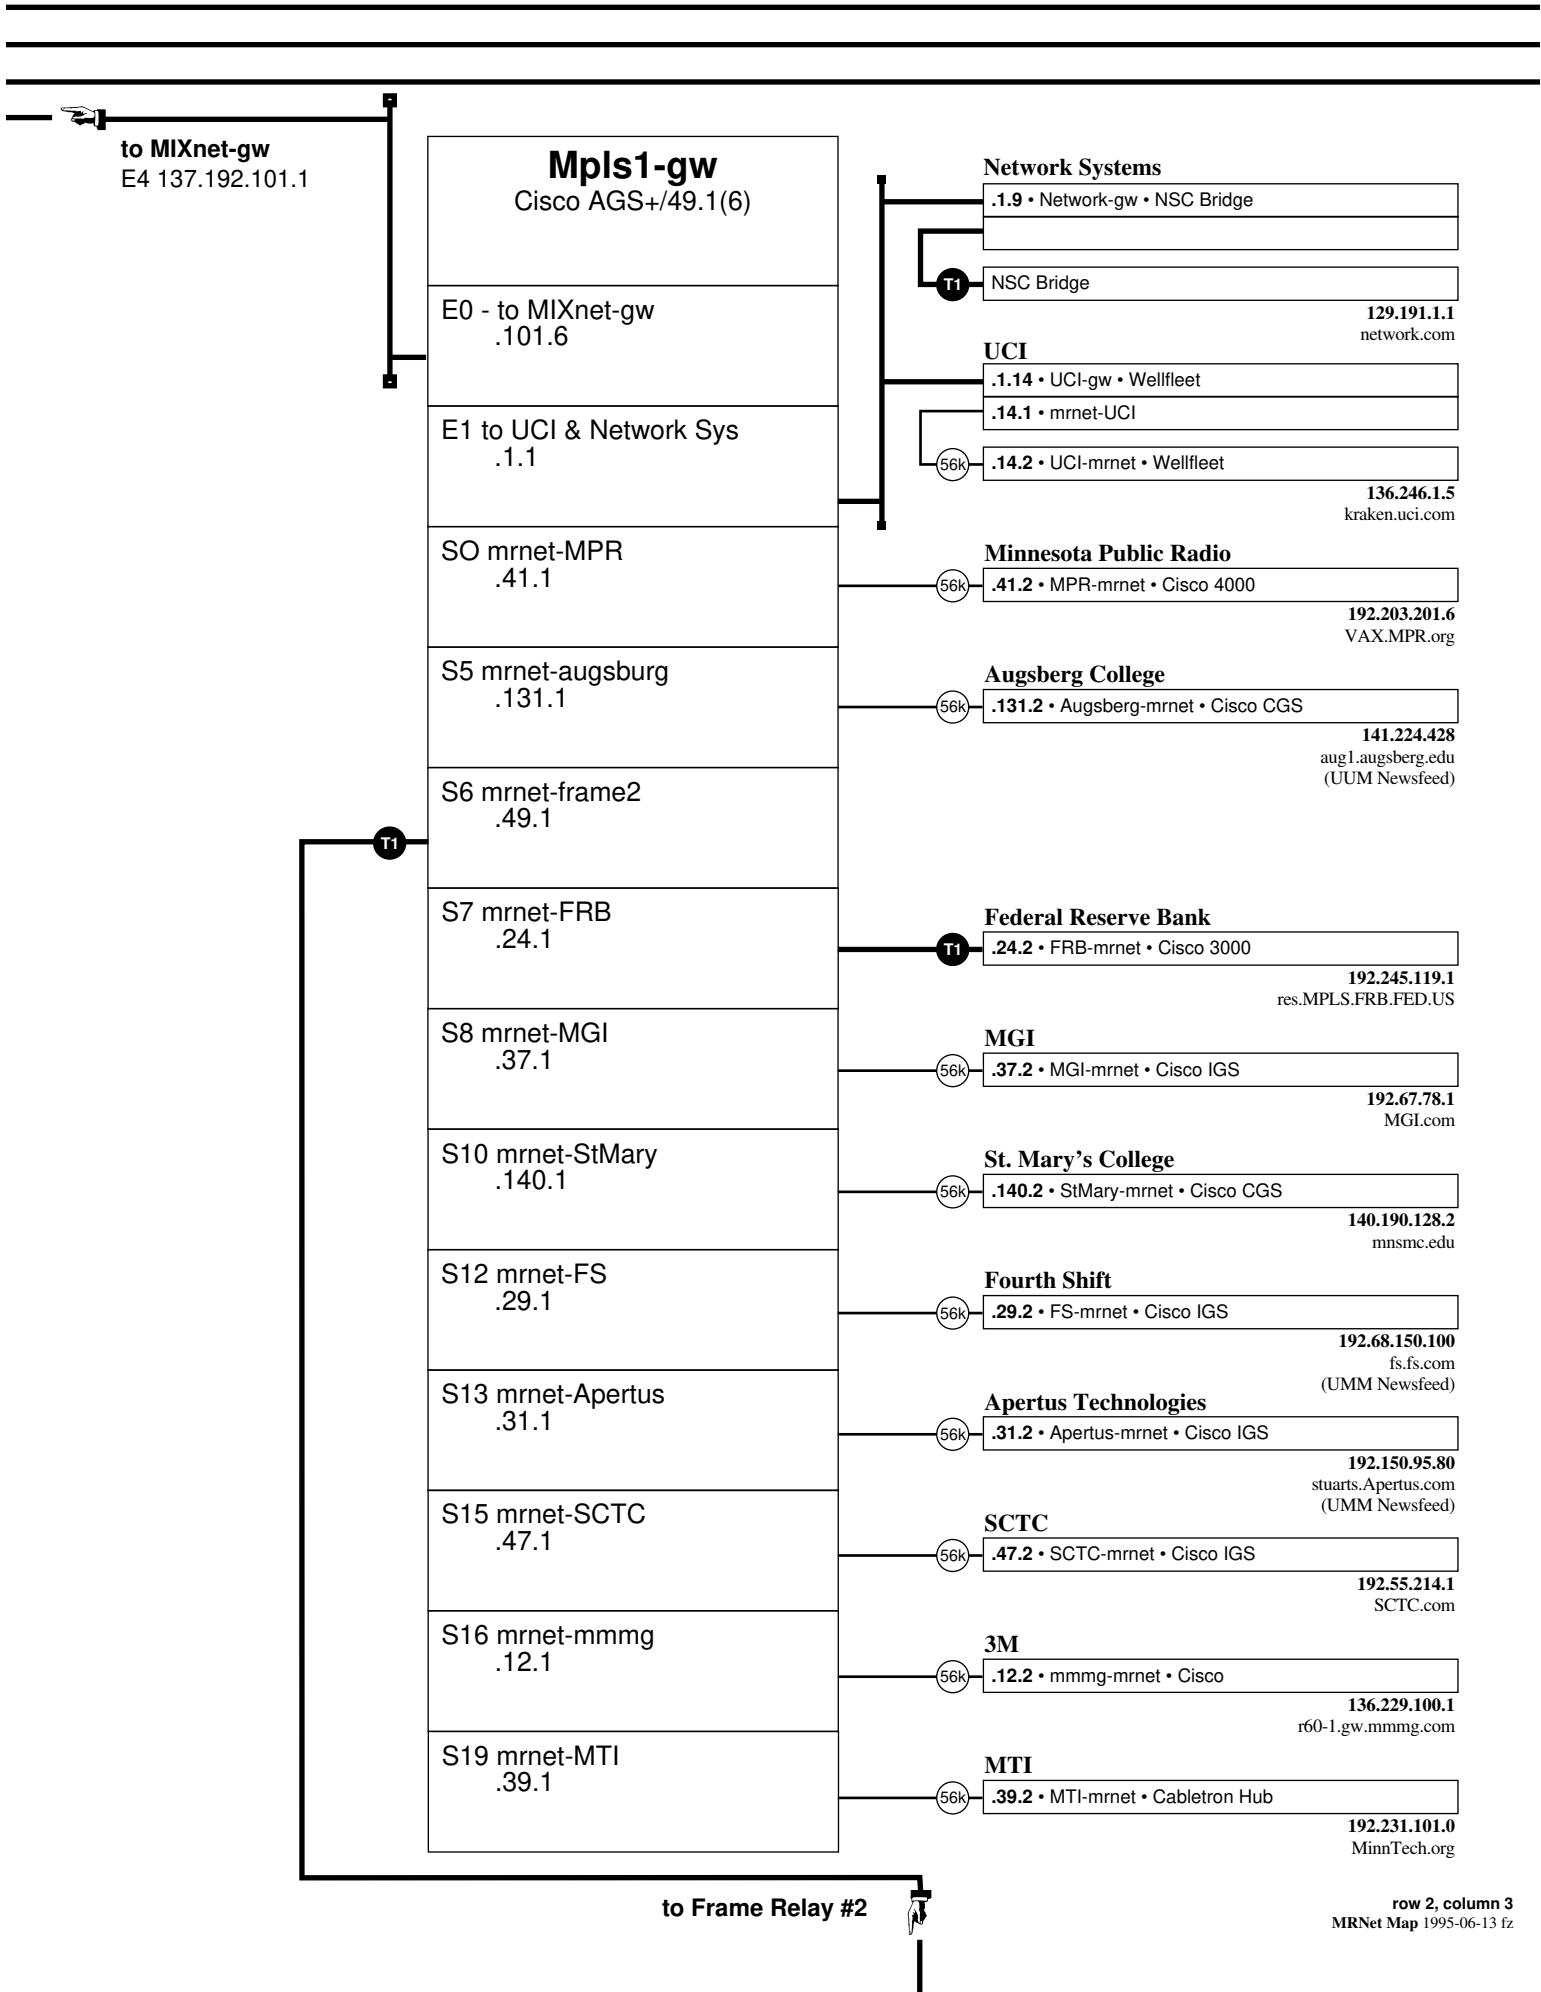 to MIXnet-gw
E4 137.192.101.1
Mpls1-gw
Cisco AGS+/49.1(6)
E0 - to MIXnet-gw
.101.6
E1 to UCI & Network Sys
.1.1
SO mrnet-MPR
.41.1
S5 mrnet-augsburg
.131.1
S6 mrnet-frame2
.49.1
T1
S7 mrnet-FRB
.24.1
S8 mrnet-MGI
.37.1
S10 mrnet-StMary
.140.1
S12 mrnet-FS
.29.1
S13 mrnet-Apertus
.31.1
S15 mrnet-SCTC
.47.1
S16 mrnet-mmmg
.12.1
S19 mrnet-MTI
.39.1
Network Systems
.1.9 • Network-gw • NSC Bridge
T1 NSC Bridge
129.191.1.1
network.com
UCI
.1.14 • UCI-gw • Wellfleet
.14.1 • mrnet-UCI
56k .14.2 • UCI-mrnet • Wellfleet
136.246.1.5
kraken.uci.com
Minnesota Public Radio
56k .41.2 • MPR-mrnet • Cisco 4000
192.203.201.6
VAX.MPR.org
Augsberg College
56k .131.2 • Augsberg-mrnet • Cisco CGS
141.224.428
aug1.augsberg.edu
(UUM Newsfeed)
Federal Reserve Bank
T1 .24.2 • FRB-mrnet • Cisco 3000
192.245.119.1
res.MPLS.FRB.FED.US
MGI
56k .37.2 • MGI-mrnet • Cisco IGS
192.67.78.1
MGI.com
St. Mary’s College
56k .140.2 • StMary-mrnet • Cisco CGS
140.190.128.2
mnsmc.edu
Fourth Shift
56k .29.2 • FS-mrnet • Cisco IGS
192.68.150.100
fs.fs.com
(UMM Newsfeed)
Apertus Technologies
56k .31.2 • Apertus-mrnet • Cisco IGS
192.150.95.80
stuarts.Apertus.com
(UMM Newsfeed)
SCTC
56k .47.2 • SCTC-mrnet • Cisco IGS
192.55.214.1
SCTC.com
3M
56k .12.2 • mmmg-mrnet • Cisco
136.229.100.1
r60-1.gw.mmmg.com
MTI
56k .39.2 • MTI-mrnet • Cabletron Hub
192.231.101.0
MinnTech.org
to Frame Relay #2
row 2, column 3
MRNet Map 1995-06-13 fz